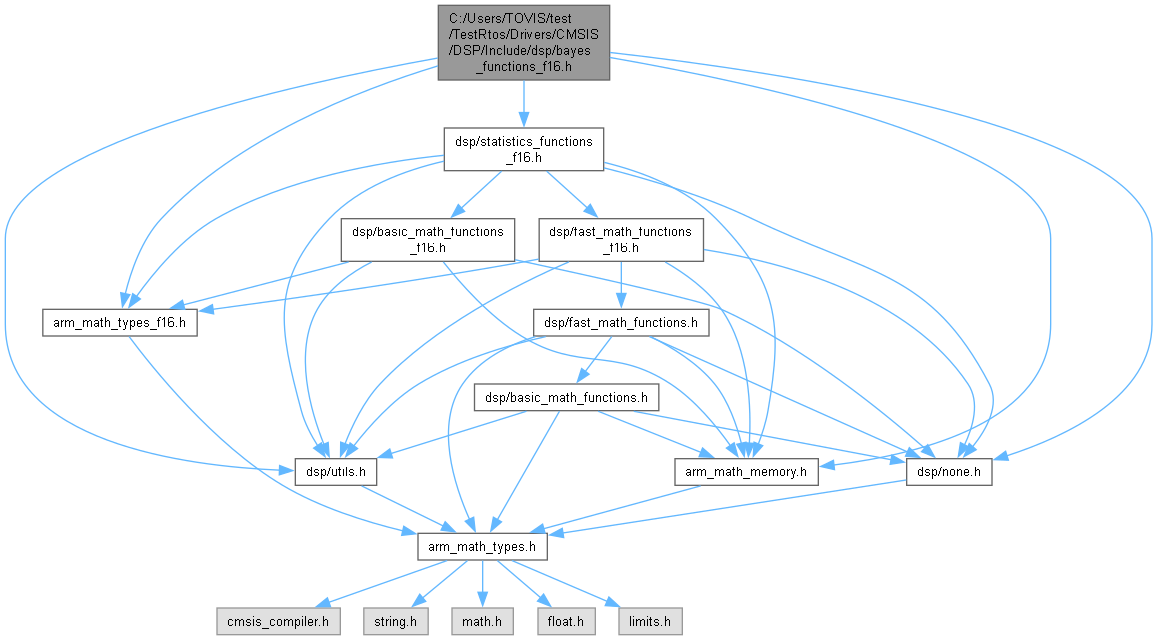 C:/Users/TOVIS/test
/TestRtos/Drivers/CMSIS
/DSP/Include/dsp/bayes
_functions_f16.h
dsp/statistics_functions
_f16.h
dsp/basic_math_functions
_f16.h
dsp/fast_math_functions
_f16.h
arm_math_types_f16.h
dsp/fast_math_functions.h
dsp/basic_math_functions.h
dsp/utils.h
arm_math_memory.h
dsp/none.h
arm_math_types.h
cmsis_compiler.h
string.h
math.h
float.h
limits.h